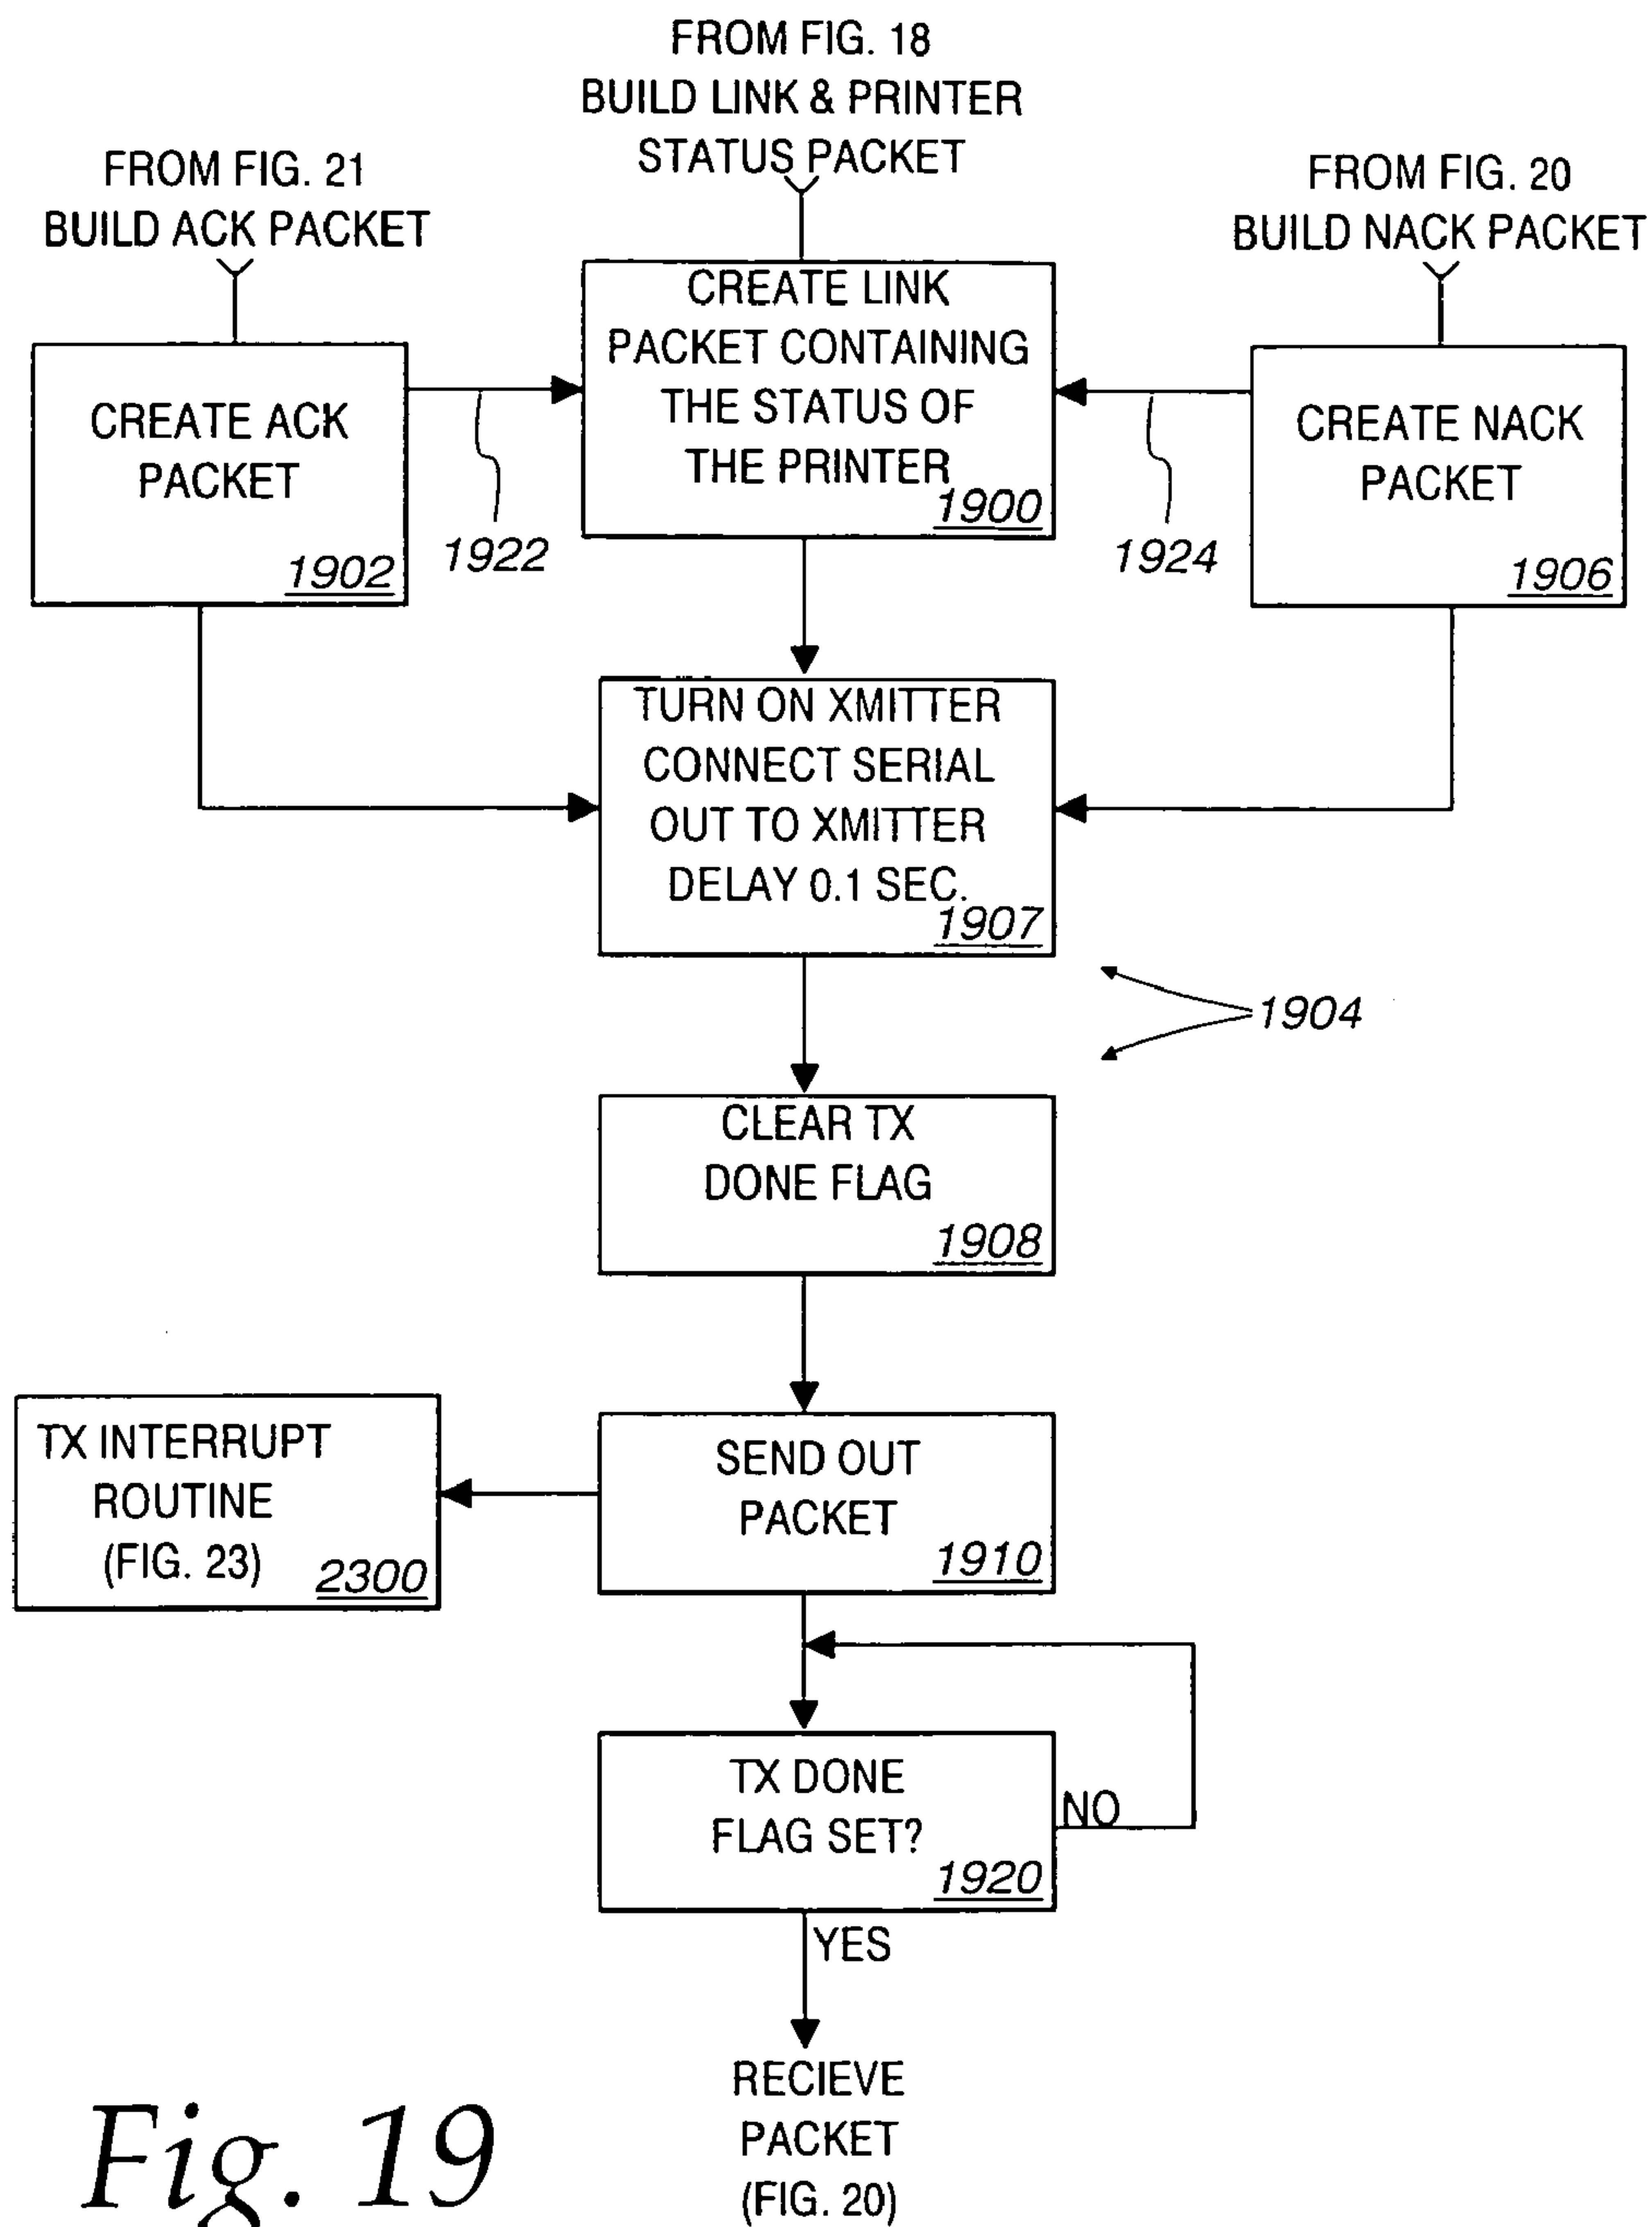 FROM FIG. 18
BUILD LINK & PRINTER
STATUS PACKET
FROM FIG. 21
BUILD ACK PACKET
FROM FIG. 20
BUILD NACK PACKET
CREATE ACK
PACKET
1902
1922
CREATE LINK
PACKET CONTAINING
THE STATUS OF
THE PRINTER
1900
1924
CREATE NACK
PACKET
1906
TURN ON XMITTER
CONNECT SERIAL
OUT TO XMITTER
DELAY 0.1 SEC.
1907
1904
CLEAR TX
DONE FLAG
1908
TX INTERRUPT
ROUTINE
(FIG. 23)
2300
SEND OUT
PACKET
1910
TX DONE
FLAG SET?
1920
NO
YES
RECIEVE
PACKET
(FIG. 20)
Fig. 19